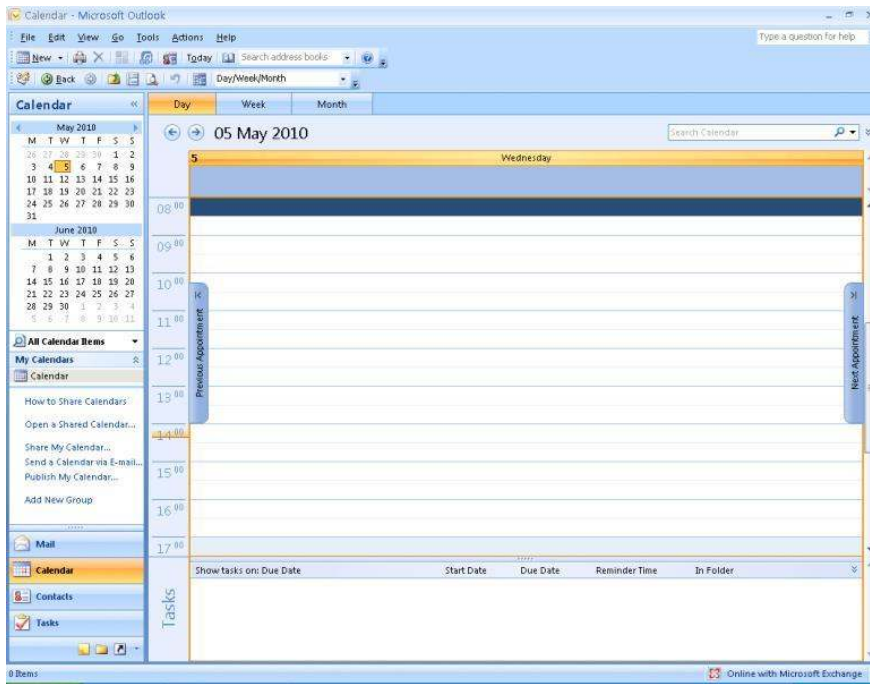 Calendar - Microsoft Outlook
File Edit View Go Tools Actions Help
Type a question for help
New Today Search address books
Back Day/Week/Month
Calendar
Day Week Month
May 2010
M T W T F S S
26 27 28 29 30 1 2
3 4 5 6 7 8 9
10 11 12 13 14 15 16
17 18 19 20 21 22 23
24 25 26 27 28 29 30
31
June 2010
M T W T F S S
1 2 3 4 5 6
7 8 9 10 11 12 13
14 15 16 17 18 19 20
21 22 23 24 25 26 27
28 29 30 1 2 3 4
5 6 7 8 9 10 11
All Calendar Items
My Calendars
Calendar
How to Share Calendars
Open a Shared Calendar...
Share My Calendar...
Send a Calendar via E-mail...
Publish My Calendar...
Add New Group
Mail
Calendar
Contacts
Tasks
05 May 2010
Search Calendar
5 Wednesday
08 00
09 00
10 00
11 00
12 00
13 00
14 00
15 00
16 00
17 00
Previous Appointment
Next Appointment
Tasks
Show tasks on: Due Date Start Date Due Date Reminder Time In Folder
0 Items
Online with Microsoft Exchange